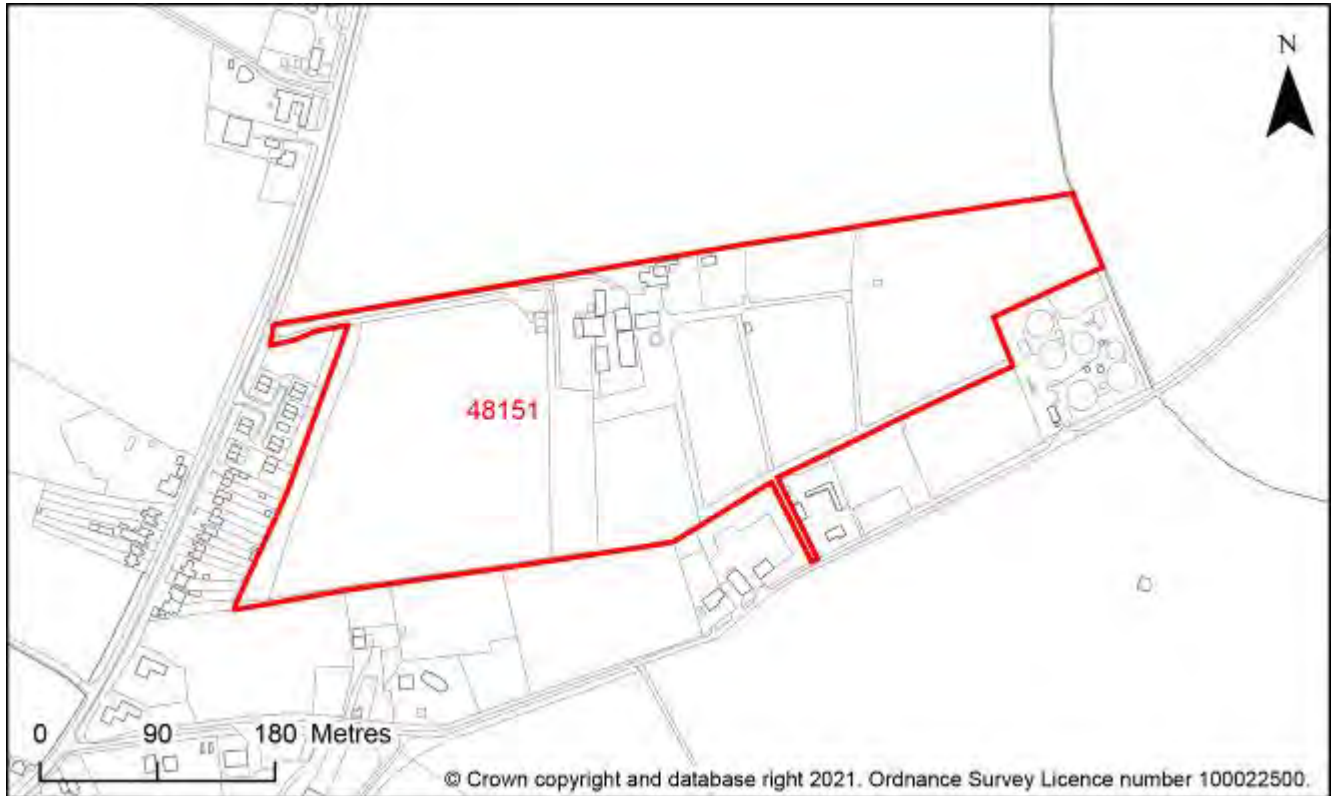 N
48151
0 90 180 Metres
© Crown copyright and database right 2021. Ordnance Survey Licence number 100022500.